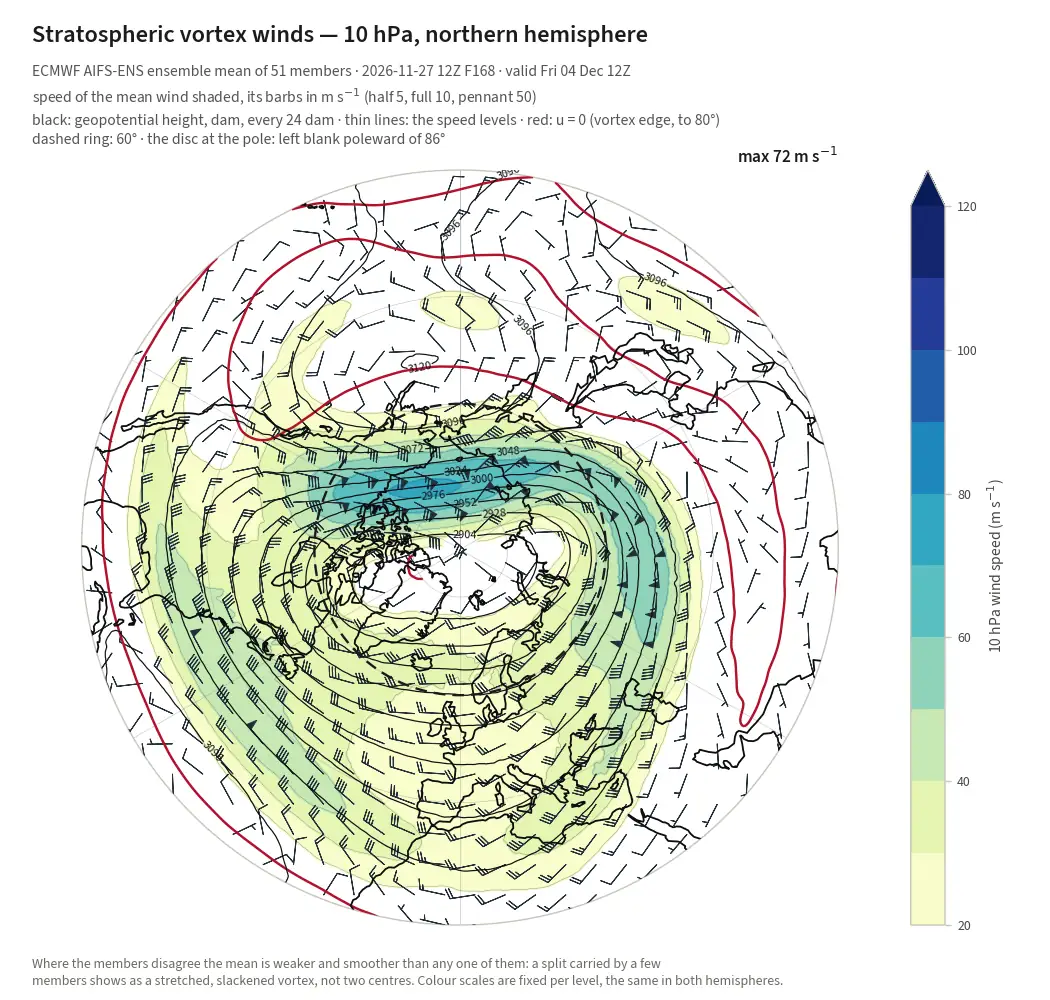 Stratospheric vortex winds — 10 hPa, northern hemisphere
ECMWF AIFS-ENS ensemble mean of 51 members · 2026-11-27 12Z F168 · valid Fri 04 Dec 12Z
speed of the mean wind shaded, its barbs in m s⁻¹ (half 5, full 10, pennant 50)
black: geopotential height, dam, every 24 dam · thin lines: the speed levels · red: u = 0 (vortex edge, to 80°)
dashed ring: 60° · the disc at the pole: left blank poleward of 86°
max 72 m s⁻¹
3096
3096
3096
3120
3048
3024
3000
2976
2952
2928
2904
120
100
80
60
40
20
10 hPa wind speed (m s⁻¹)
Where the members disagree the mean is weaker and smoother than any one of them: a split carried by a few
members shows as a stretched, slackened vortex, not two centres. Colour scales are fixed per level, the same in both hemispheres.